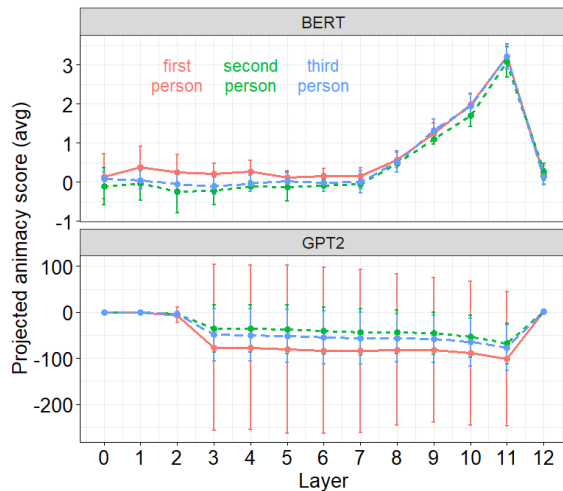 BERT
first second third
person person person
3
2
1
0
-1
GPT2
100
0
-100
-200
0 1 2 3 4 5 6 7 8 9 10 11 12
Layer
Projected animacy score (avg)